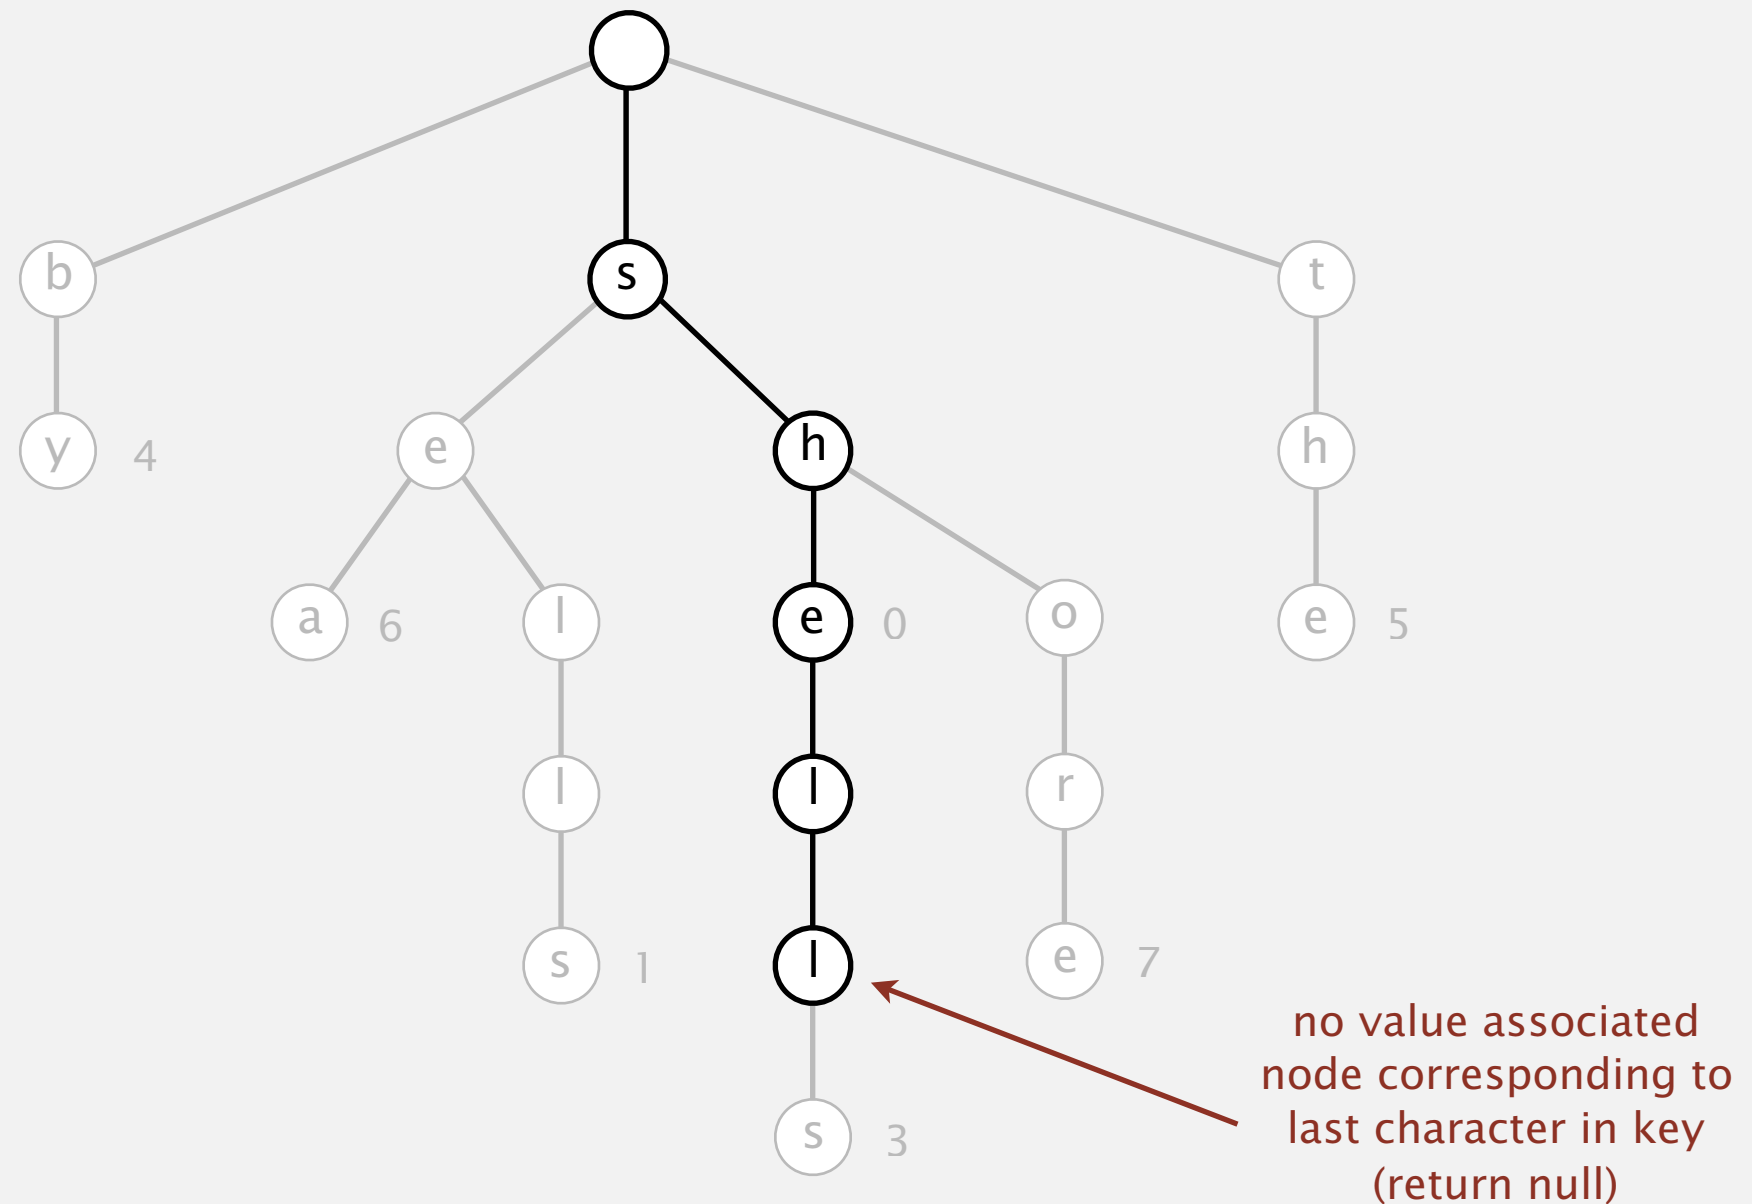 b s t
y 4 e h h
a 6 l e 0 o e 5
l l r
s 1 l e 7
s 3
no value associated
node corresponding to
last character in key
(return null)